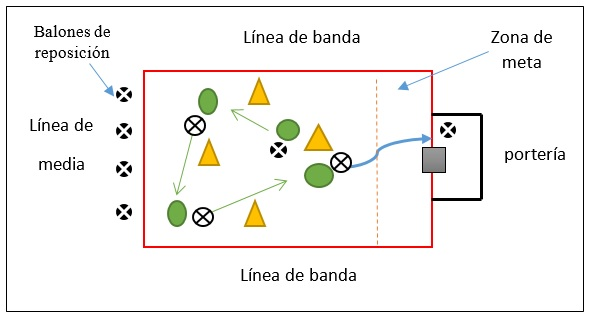 Balones de
reposición
Línea de banda
Zona de
meta
Línea de
media
portería
Línea de banda